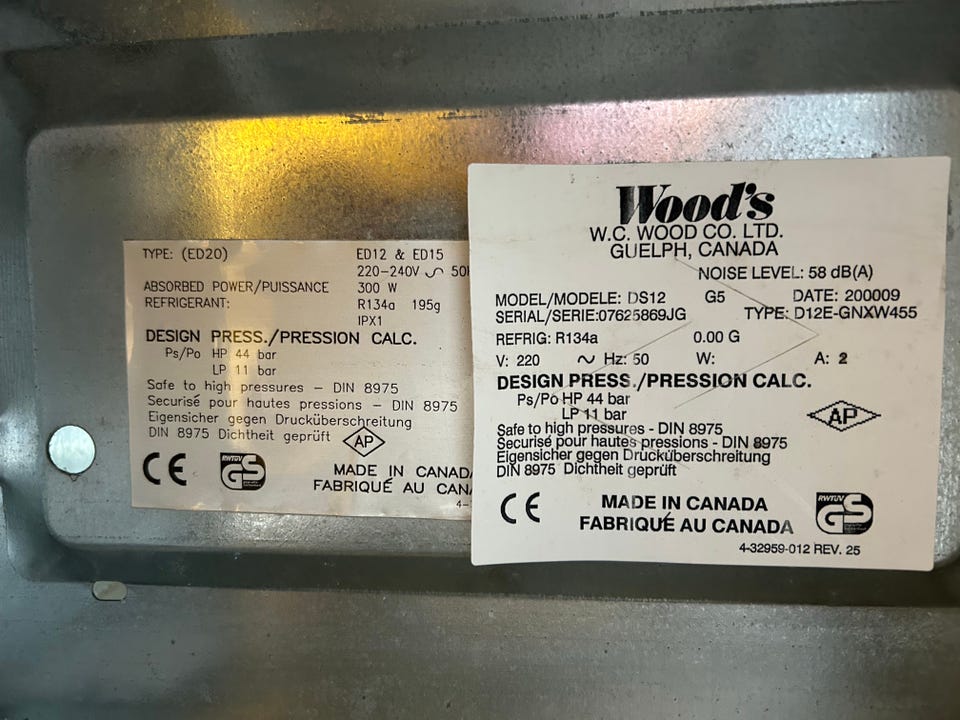 TYPE: (ED20) ED12 & ED15
220-240V 50
ABSORBED POWER/PUISSANCE 300 W
REFRIGERANT: R134a 195g
IPX1
DESIGN PRESS./PRESSION CALC.
Ps/Po HP 44 bar
LP 11 bar
Safe to high pressures - DIN 8975
Securisé pour hautes pressions - DIN 8975
Eigensicher gegen Drucküberschreitung
DIN 8975 Dichtheit geprüft AP
CE GS
MADE IN CANADA
FABRIQUÉ AU CANA
4-
Wood's
W.C. WOOD CO. LTD.
GUELPH, CANADA
NOISE LEVEL: 58 dB(A)
MODEL/MODELE: DS12 G5 DATE: 200009
SERIAL/SERIE:07625869JG TYPE: D12E-GNXW455
REFRIG: R134a 0.00 G
V: 220 ~ Hz: 50 W: A: 2
DESIGN PRESS./PRESSION CALC.
Ps/Po HP 44 bar
LP 11 bar
AP
Safe to high pressures - DIN 8975
Securisé pour hautes pressions - DIN 8975
Eigensicher gegen Drucküberschreitung
DIN 8975 Dichtheit geprüft
CE MADE IN CANADA RWTÜV GS
FABRIQUÉ AU CANADA
4-32959-012 REV. 25